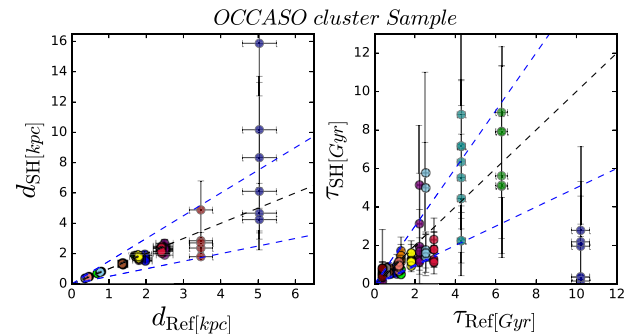 OCCASO cluster Sample
16
14
12
10
8
6
4
2
0
0 1 2 3 4 5 6
d_SH[kpc]
d_Ref[kpc]
12
10
8
6
4
2
0
0 2 4 6 8 10 12
τ_SH[Gyr]
τ_Ref[Gyr]